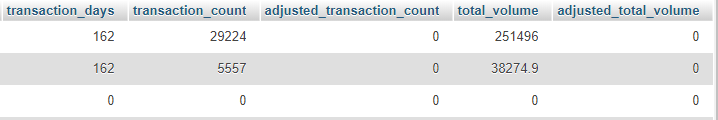 transaction_days transaction_count adjusted_transaction_count total_volume adjusted_total_volume
162 29224 0 251496 0
162 5557 0 38274.9 0
0 0 0 0 0